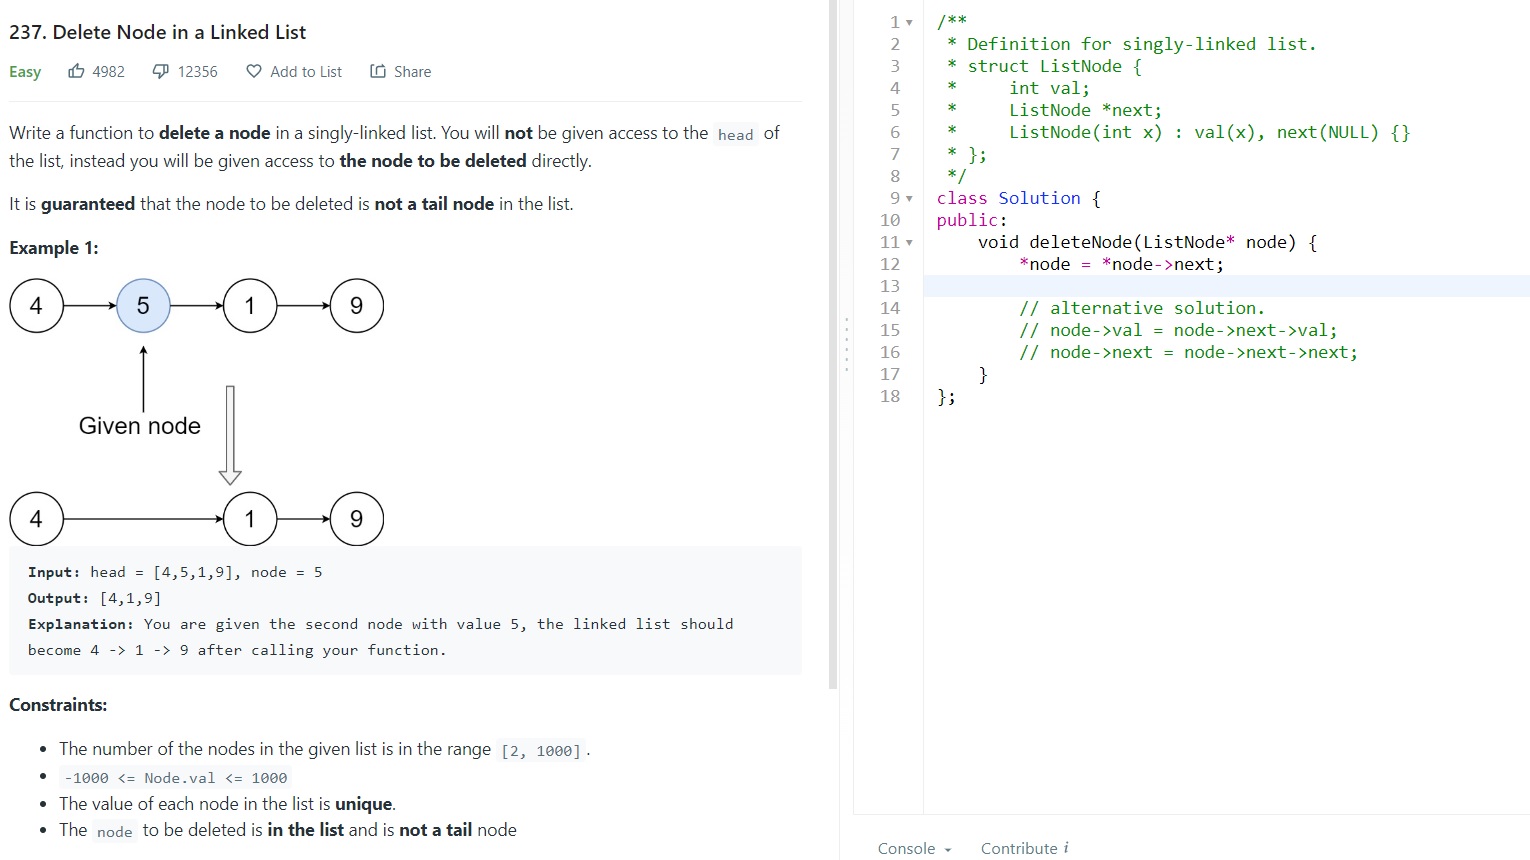 237. Delete Node in a Linked List
Easy 4982 12356 Add to List Share
Write a function to delete a node in a singly-linked list. You will not be given access to the head of
the list, instead you will be given access to the node to be deleted directly.
It is guaranteed that the node to be deleted is not a tail node in the list.
Example 1:
4 5 1 9
Given node
4 1 9
Input: head = [4,5,1,9], node = 5
Output: [4,1,9]
Explanation: You are given the second node with value 5, the linked list should
become 4 -> 1 -> 9 after calling your function.
Constraints:
• The number of the nodes in the given list is in the range [2, 1000].
• -1000 <= Node.val <= 1000
• The value of each node in the list is unique.
• The node to be deleted is in the list and is not a tail node
1 /**
2  * Definition for singly-linked list.
3  * struct ListNode {
4  *     int val;
5  *     ListNode *next;
6  *     ListNode(int x) : val(x), next(NULL) {}
7  * };
8  */
9 class Solution {
10 public:
11     void deleteNode(ListNode* node) {
12         *node = *node->next;
13
14         // alternative solution.
15         // node->val = node->next->val;
16         // node->next = node->next->next;
17     }
18 };
Console Contribute i